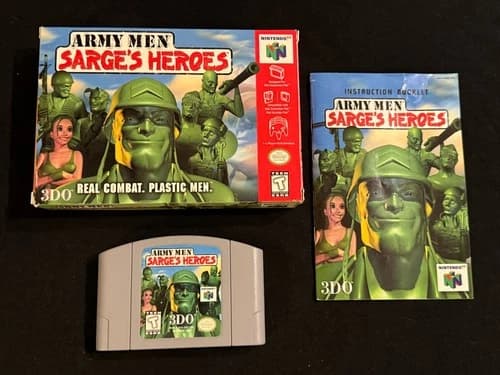 ARMY MEN
SARGE'S HEROES
NINTENDO 64
N
3DO
REAL COMBAT. PLASTIC MEN.
TEEN
T
INSTRUCTION BOOKLET
ARMY MEN
SARGE'S HEROES
3DO
NINTENDO 64
ARMY MEN
SARGE'S HEROES
T
3DO